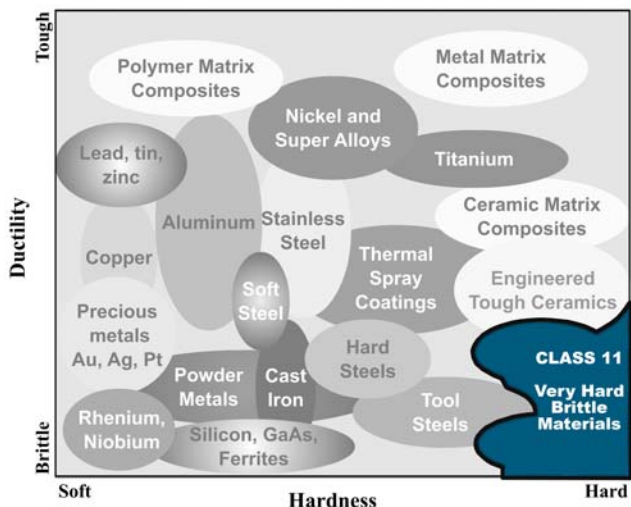 Tough
Ductility
Brittle
Polymer Matrix
Composites
Metal Matrix
Composites
Nickel and
Super Alloys
Lead, tin,
zinc
Titanium
Aluminum
Stainless
Steel
Ceramic Matrix
Composites
Copper
Thermal
Spray
Coatings
Engineered
Tough Ceramics
Soft
Steel
Precious
metals
Au, Ag, Pt
Hard
Steels
CLASS 11
Very Hard
Brittle
Materials
Powder
Metals
Cast
Iron
Tool
Steels
Rhenium,
Niobium
Silicon, GaAs,
Ferrites
Soft
Hardness
Hard